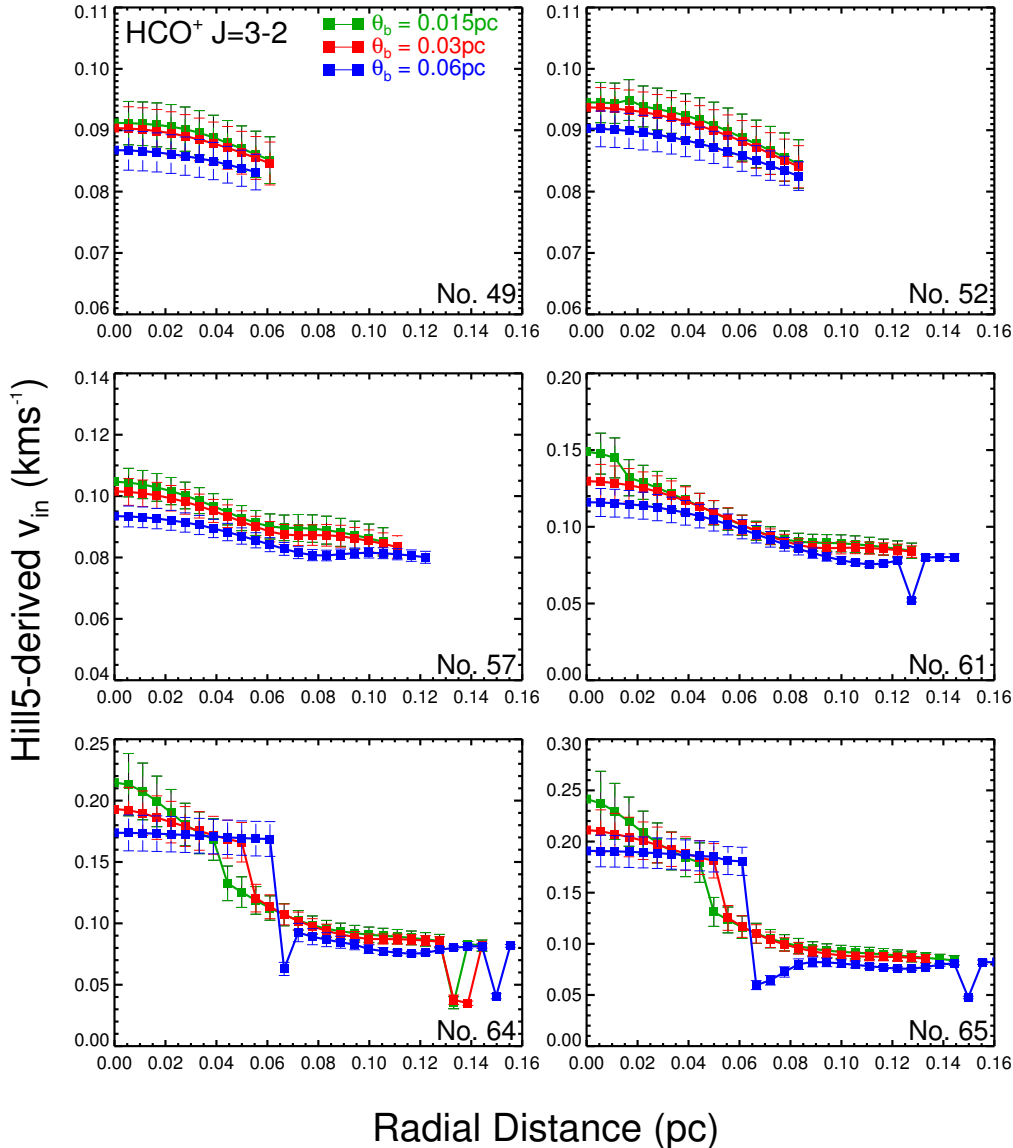 HCO⁺ J=3-2
θb = 0.015pc
θb = 0.03pc
θb = 0.06pc
0.11
0.10
0.09
0.08
0.07
0.06
No. 49
0.00 0.02 0.04 0.06 0.08 0.10 0.12 0.14 0.16
0.11
0.10
0.09
0.08
0.07
0.06
No. 52
0.00 0.02 0.04 0.06 0.08 0.10 0.12 0.14 0.16
Hill5-derived v_in (kms⁻¹)
0.14
0.12
0.10
0.08
0.06
0.04
No. 57
0.00 0.02 0.04 0.06 0.08 0.10 0.12 0.14 0.16
0.20
0.15
0.10
0.05
0.00
No. 61
0.00 0.02 0.04 0.06 0.08 0.10 0.12 0.14 0.16
0.25
0.20
0.15
0.10
0.05
0.00
No. 64
0.00 0.02 0.04 0.06 0.08 0.10 0.12 0.14 0.16
0.30
0.25
0.20
0.15
0.10
0.05
0.00
No. 65
0.00 0.02 0.04 0.06 0.08 0.10 0.12 0.14 0.16
Radial Distance (pc)